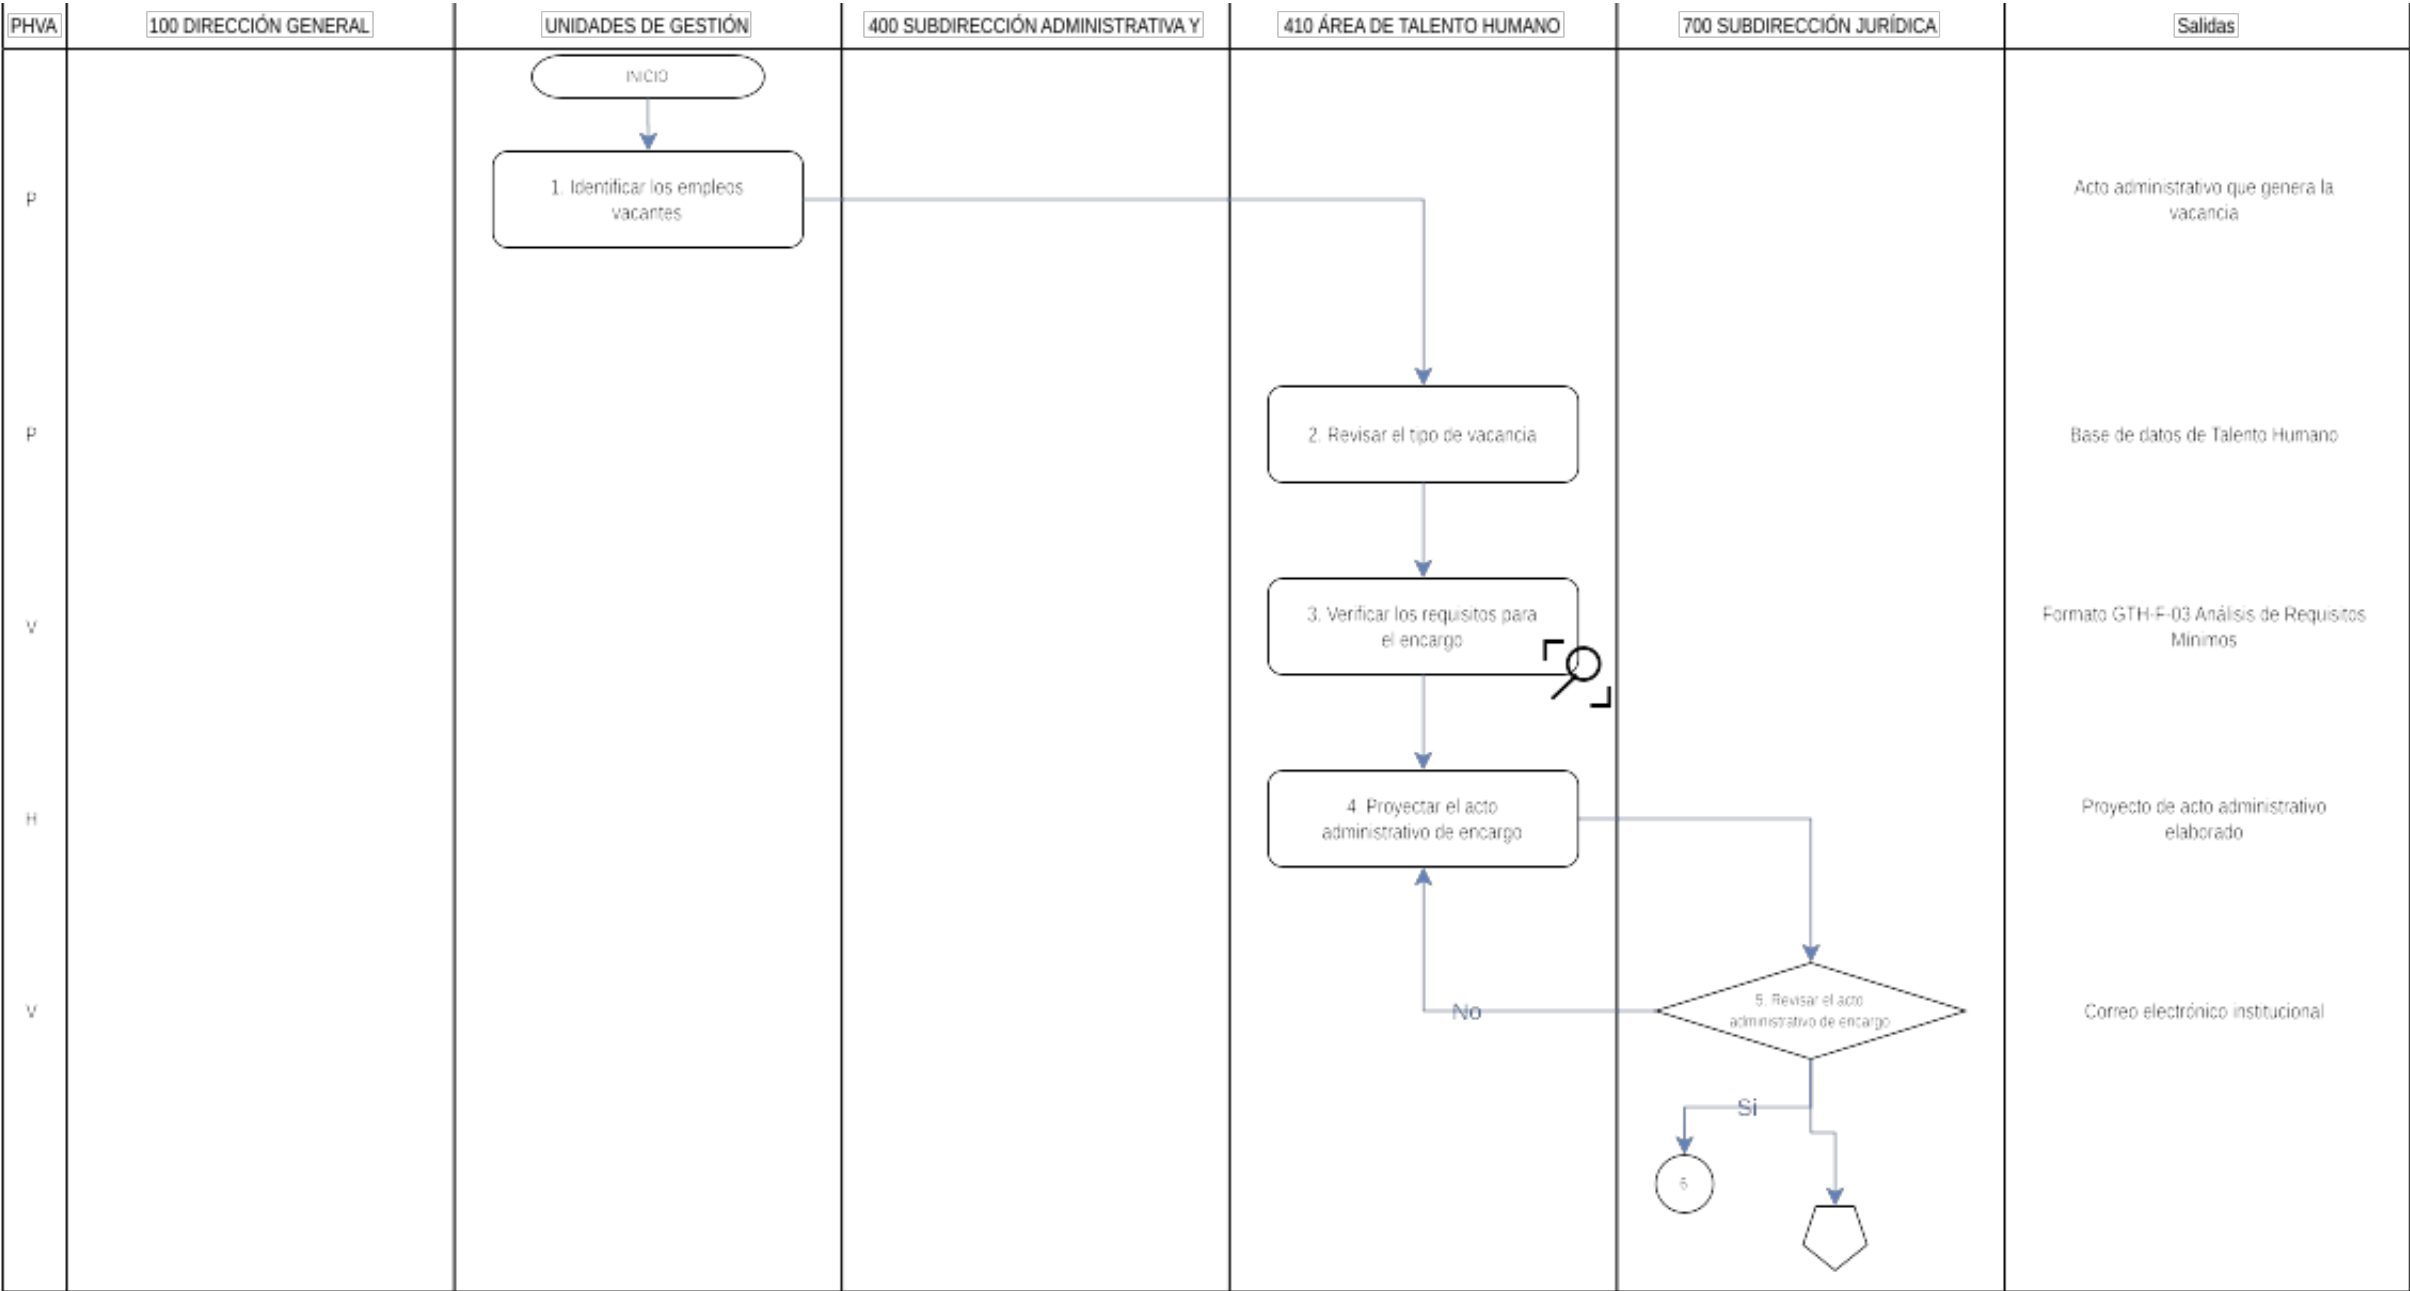 PHVA
100 DIRECCIÓN GENERAL
UNIDADES DE GESTIÓN
400 SUBDIRECCIÓN ADMINISTRATIVA Y
410 ÁREA DE TALENTO HUMANO
700 SUBDIRECCIÓN JURÍDICA
Salidas
INICIO
P
1. Identificar los empleos
vacantes
Acto administrativo que genera la
vacancia
P
2. Revisar el tipo de vacancia
Base de datos de Talento Humano
V
3. Verificar los requisitos para
el encargo
Formato GTH-F-03 Análisis de Requisitos
Minimos
H
4. Proyectar el acto
administrativo de encargo
Proyecto de acto administrativo
elaborado
V
No
5. Revisar el acto
administrativo de encargo
Correo electrónico institucional
Si